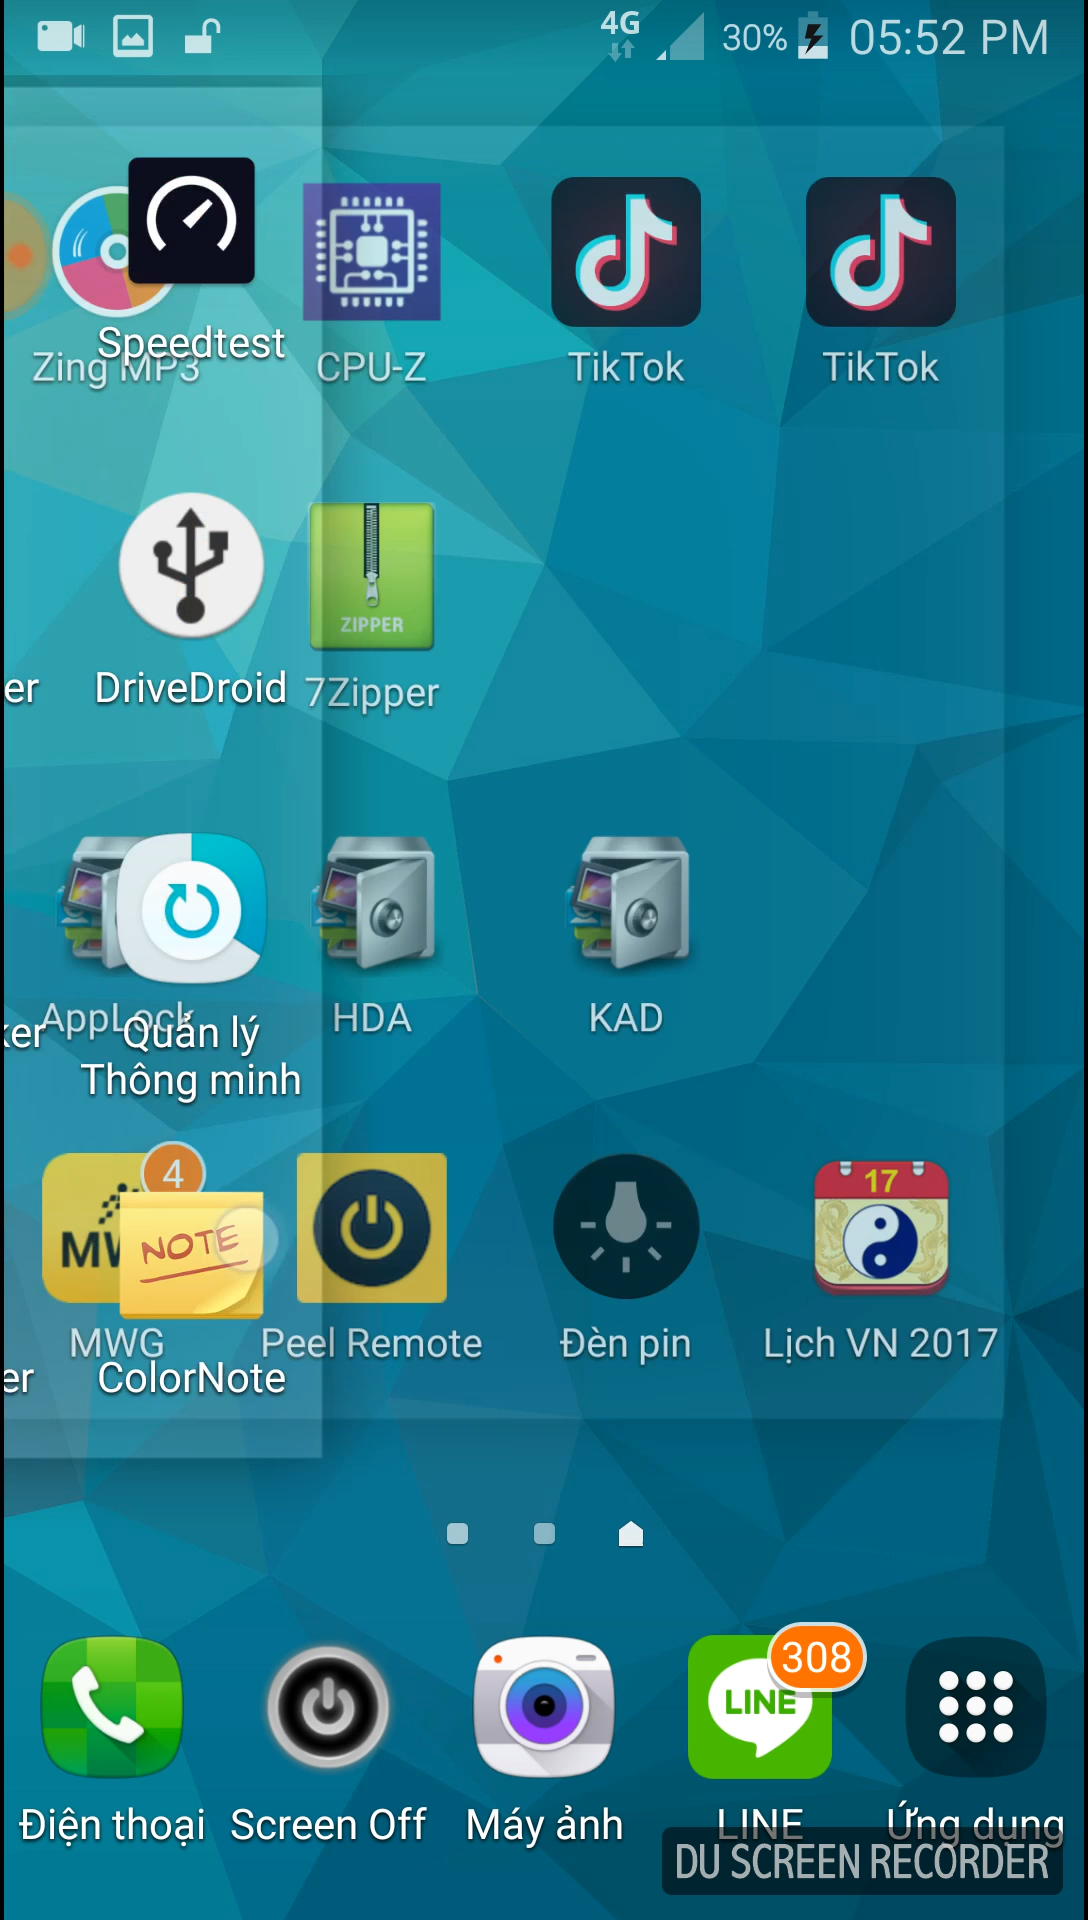 4G
30%
05:52 PM
Zing MP3
Speedtest
CPU-Z
TikTok
TikTok
er
DriveDroid
ZIPPER
7Zipper
AppLock
ker
Quản lý
Thông minh
HDA
KAD
4
NOTE
17
MWG
Peel Remote
Đèn pin
Lịch VN 2017
er
ColorNote
308
LINE
Điện thoại
Screen Off
Máy ảnh
LINE
Ứng dụng
DU SCREEN RECORDER